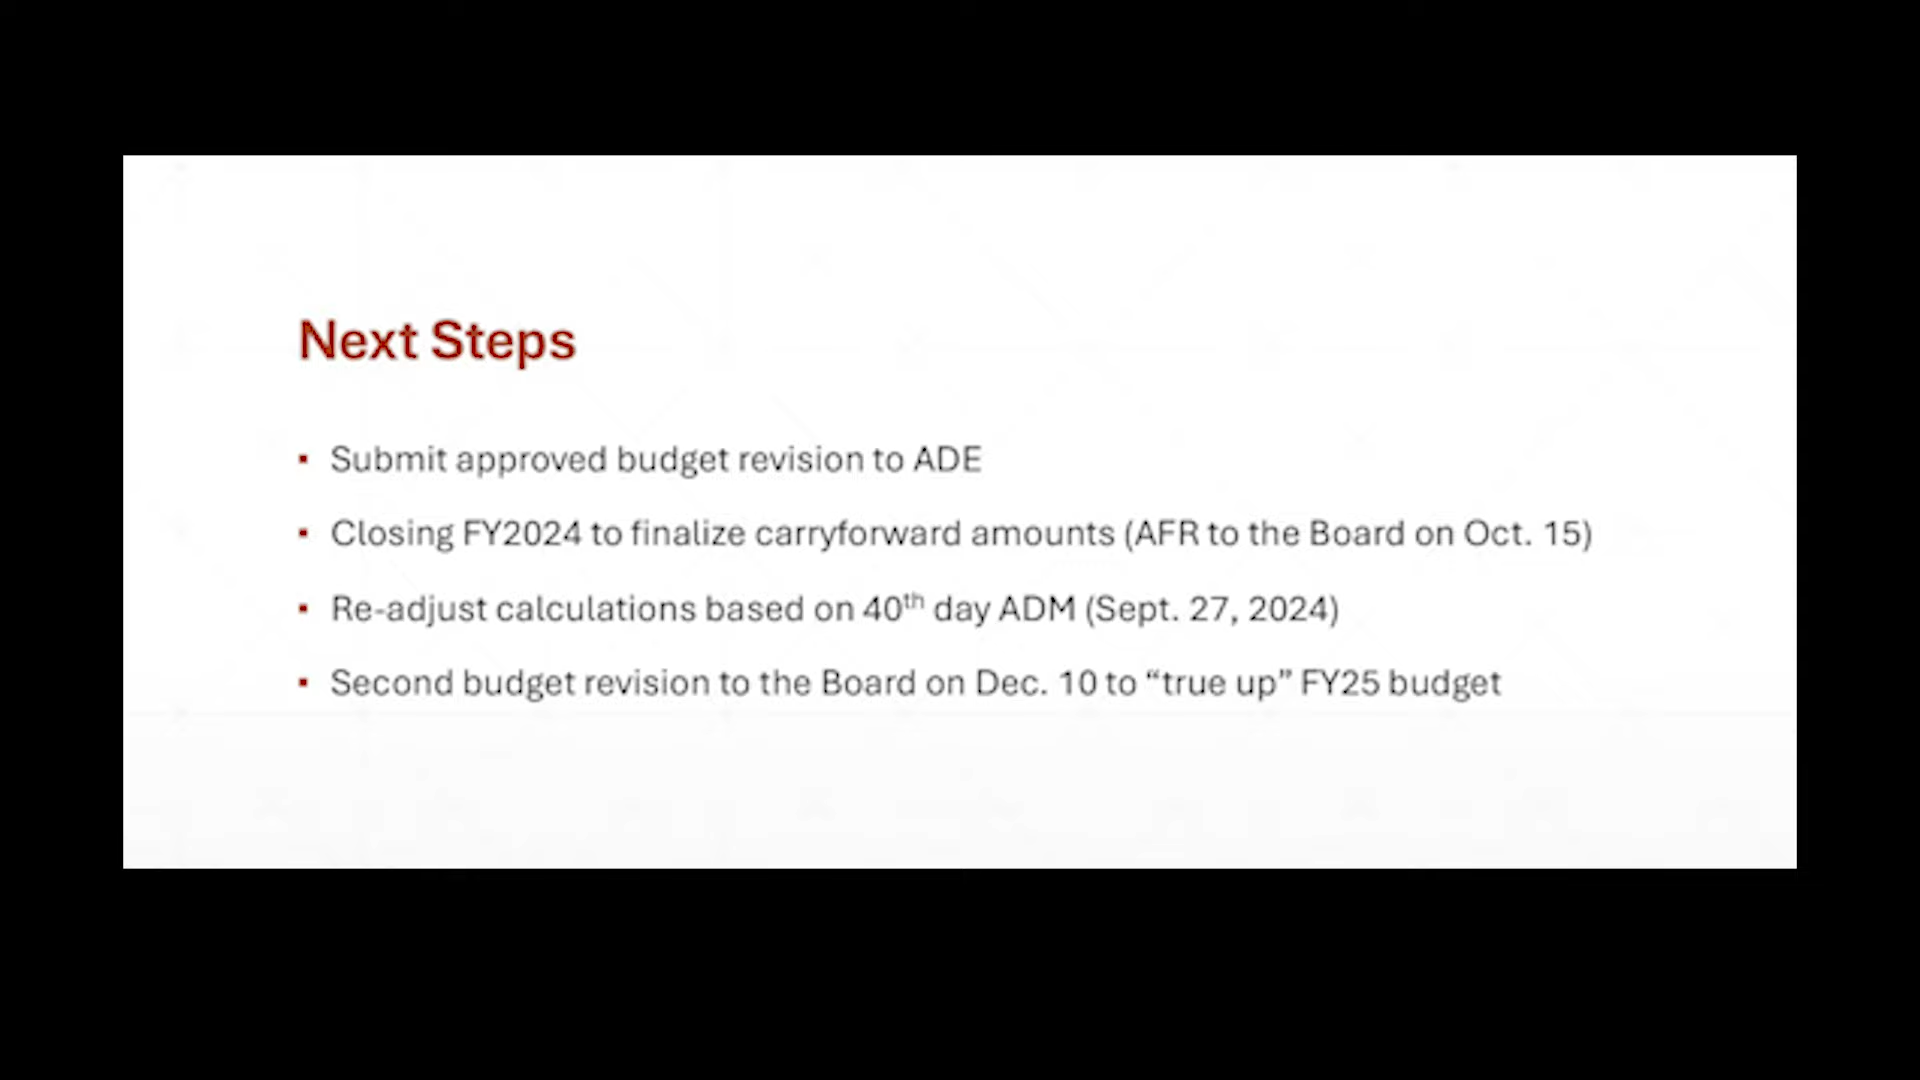 Next Steps
▪ Submit approved budget revision to ADE
▪ Closing FY2024 to finalize carryforward amounts (AFR to the Board on Oct. 15)
▪ Re-adjust calculations based on 40th day ADM (Sept. 27, 2024)
▪ Second budget revision to the Board on Dec. 10 to “true up” FY25 budget